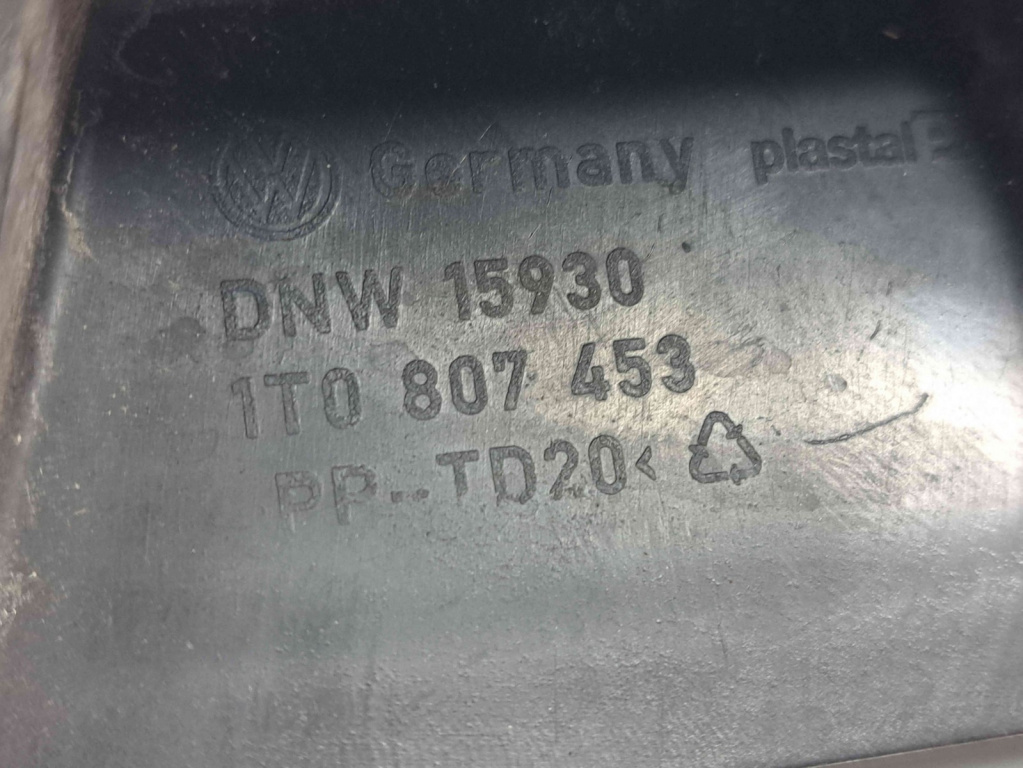 Germany plastal
DNW 15930
1T0 807 453
PP--TD20<